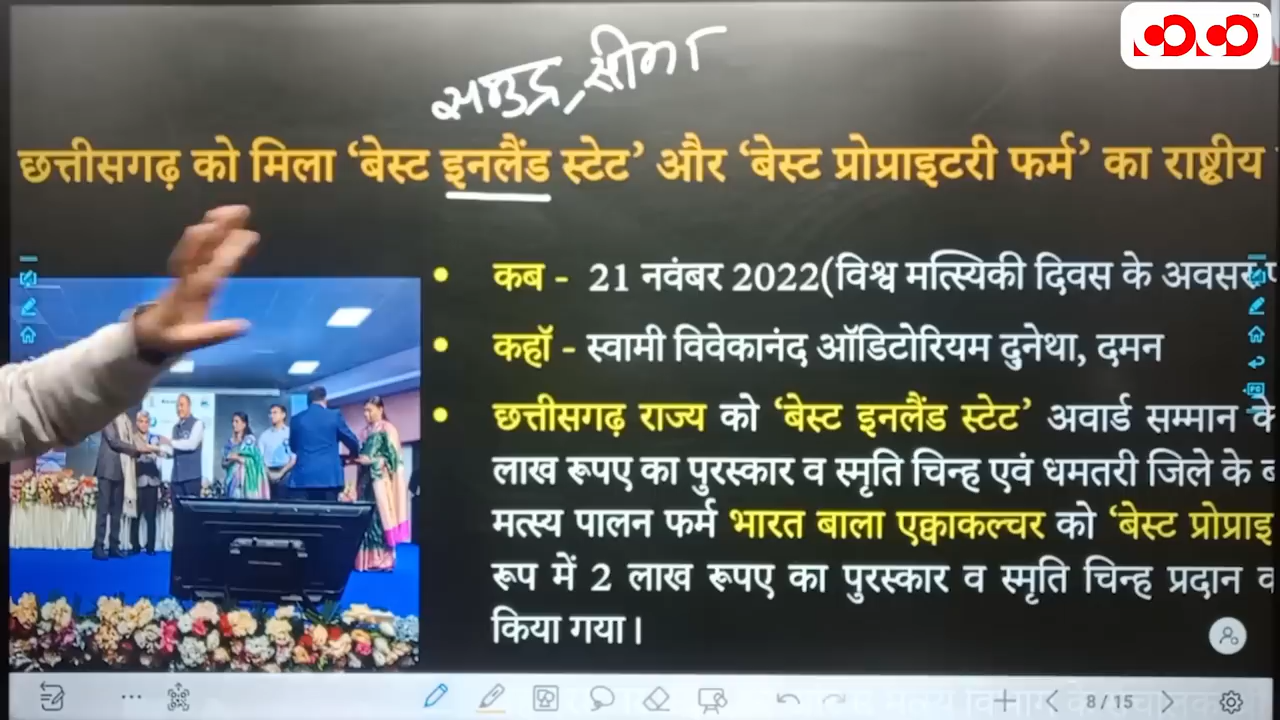 समुद्र, सीमा
छत्तीसगढ़ को मिला ‘बेस्ट इनलैंड स्टेट’ और ‘बेस्ट प्रोप्राइटरी फर्म’ का राष्ट्रीय
• कब - 21 नवंबर 2022(विश्व मत्स्यिकी दिवस के अवसर
• कहॉ - स्वामी विवेकानंद ऑडिटोरियम दुनेथा, दमन
• छत्तीसगढ़ राज्य को ‘बेस्ट इनलैंड स्टेट’ अवार्ड सम्मान के
लाख रूपए का पुरस्कार व स्मृति चिन्ह एवं धमतरी जिले के
मत्स्य पालन फर्म भारत बाला एक्वाकल्चर को ‘बेस्ट प्रोप्राइ
रूप में 2 लाख रूपए का पुरस्कार व स्मृति चिन्ह प्रदान
किया गया।
8 / 15